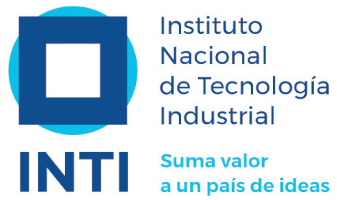 Instituto
Nacional
de Tecnología
Industrial
INTI
Suma valor
a un país de ideas